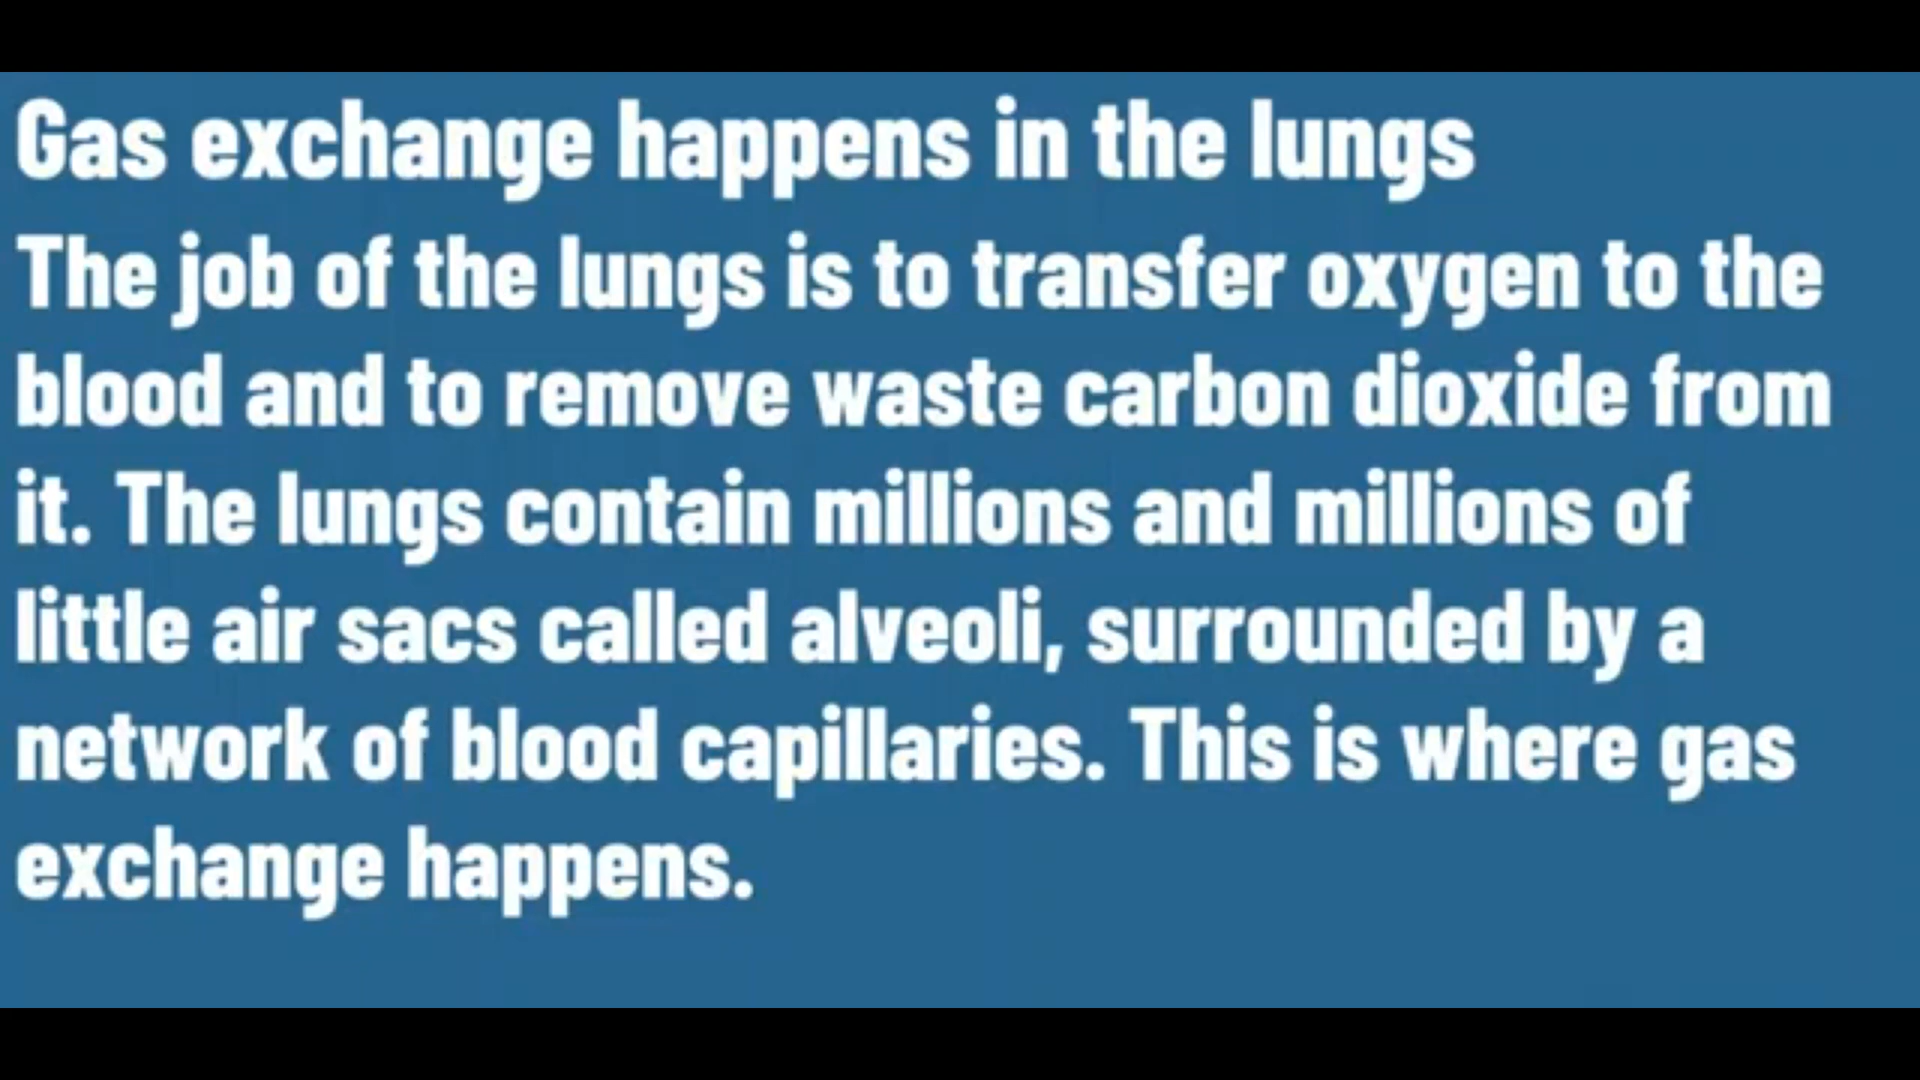 Gas exchange happens in the lungs
The job of the lungs is to transfer oxygen to the
blood and to remove waste carbon dioxide from
it. The lungs contain millions and millions of
little air sacs called alveoli, surrounded by a
network of blood capillaries. This is where gas
exchange happens.